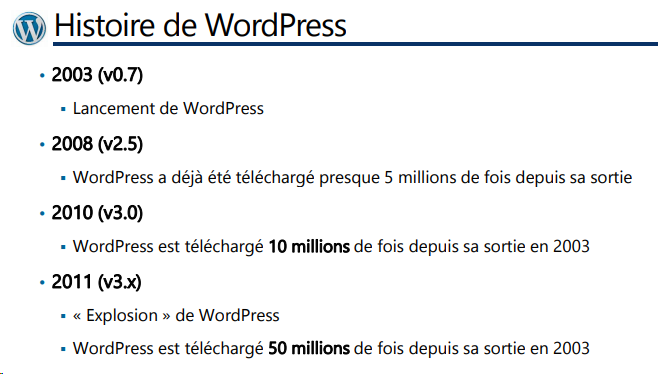 Histoire de WordPress
• 2003 (v0.7)
▪ Lancement de WordPress
• 2008 (v2.5)
▪ WordPress a déjà été téléchargé presque 5 millions de fois depuis sa sortie
• 2010 (v3.0)
▪ WordPress est téléchargé 10 millions de fois depuis sa sortie en 2003
• 2011 (v3.x)
▪ « Explosion » de WordPress
▪ WordPress est téléchargé 50 millions de fois depuis sa sortie en 2003